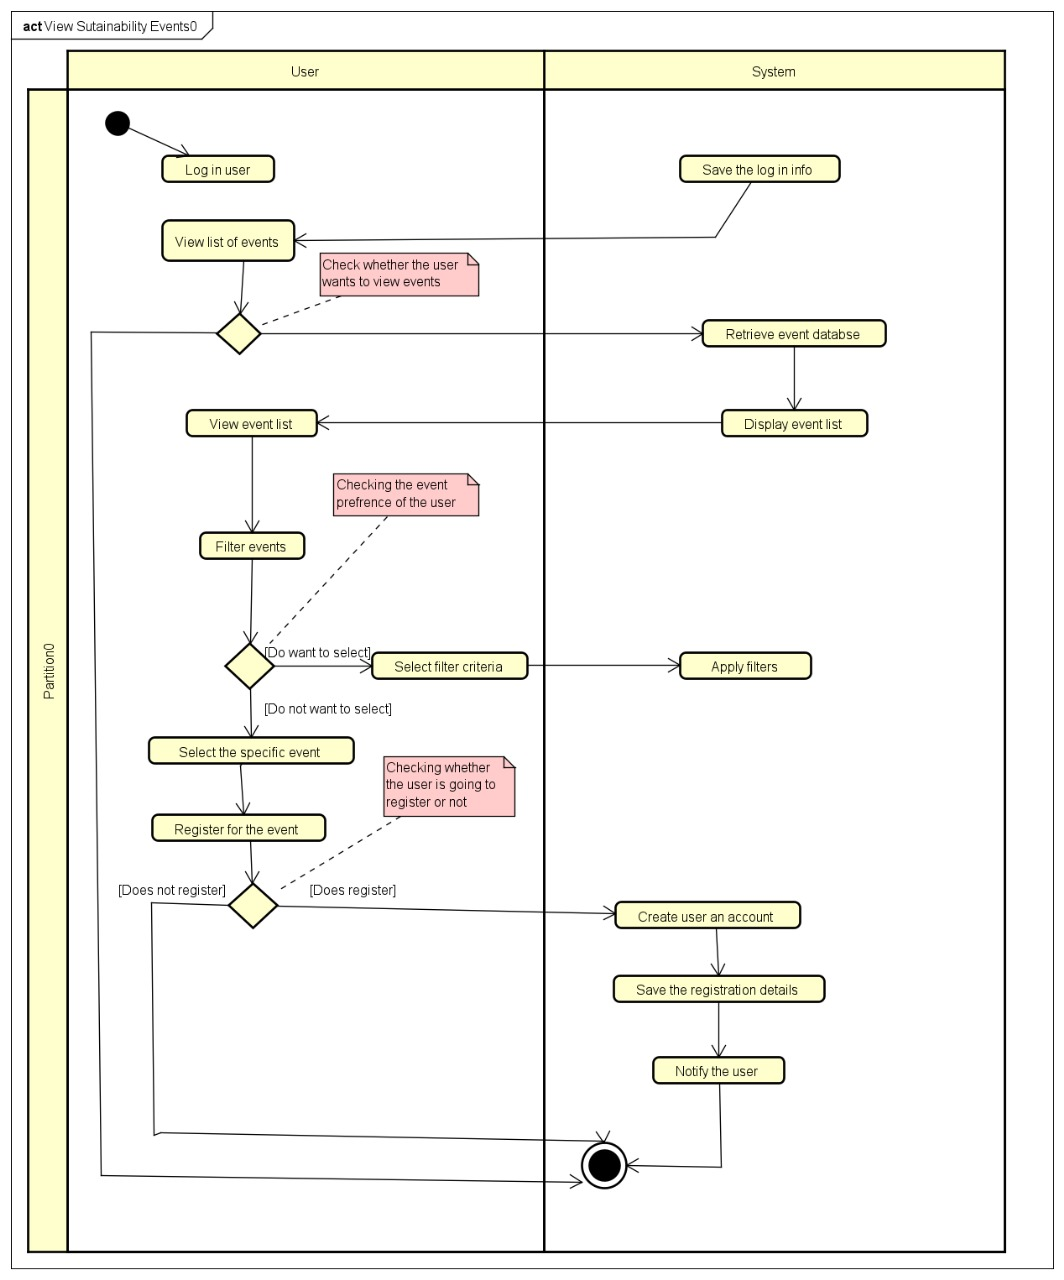 act View Sutainability Events0
User
System
Partition0
Log in user
Save the log in info
View list of events
Check whether the user
wants to view events
Retrieve event databse
View event list
Display event list
Checking the event
prefrence of the user
Filter events
[Do want to select]
Select filter criteria
Apply filters
[Do not want to select]
Select the specific event
Checking whether
the user is going to
register or not
Register for the event
[Does not register]
[Does register]
Create user an account
Save the registration details
Notify the user